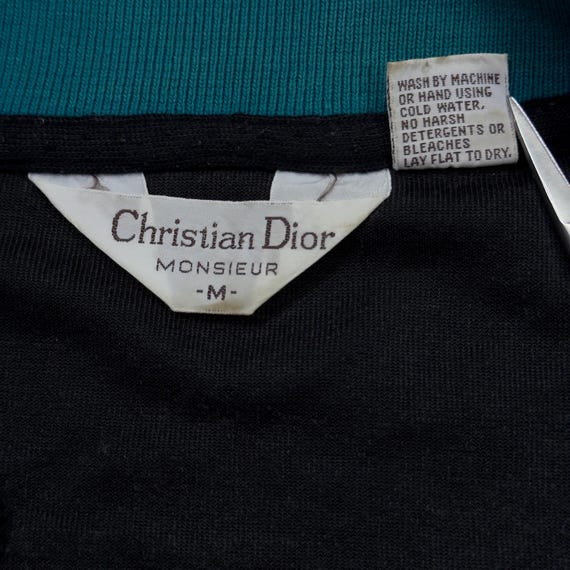 WASH BY MACHINE
OR HAND USING
COLD WATER,
NO HARSH
DETERGENTS OR
BLEACHES
LAY FLAT TO DRY.
Christian Dior
MONSIEUR
-M-